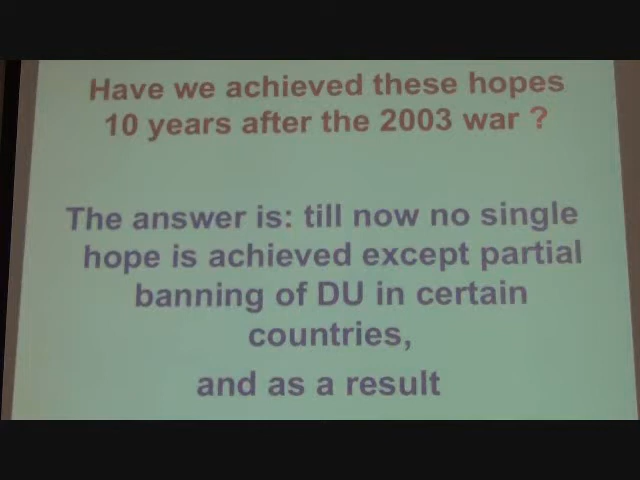 Have we achieved these hopes
10 years after the 2003 war ?
The answer is: till now no single
hope is achieved except partial
banning of DU in certain
countries,
and as a result